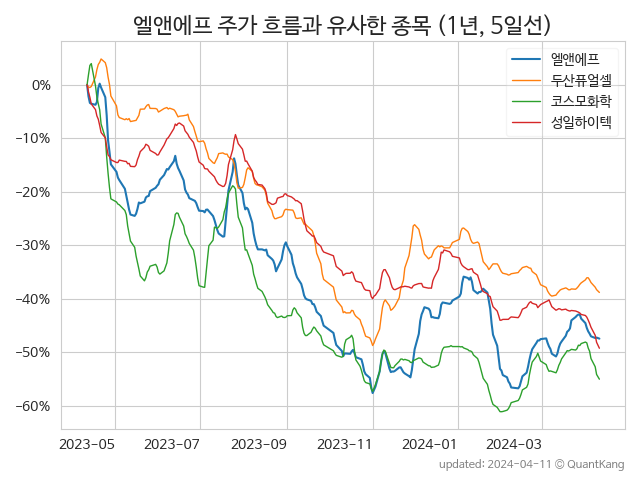 엘앤에프 주가 흐름과 유사한 종목 (1년, 5일선)
엘앤에프
두산퓨얼셀
코스모화학
성일하이텍
0%
−10%
−20%
−30%
−40%
−50%
−60%
2023-05 2023-07 2023-09 2023-11 2024-01 2024-03
updated: 2024-04-11 © QuantKang